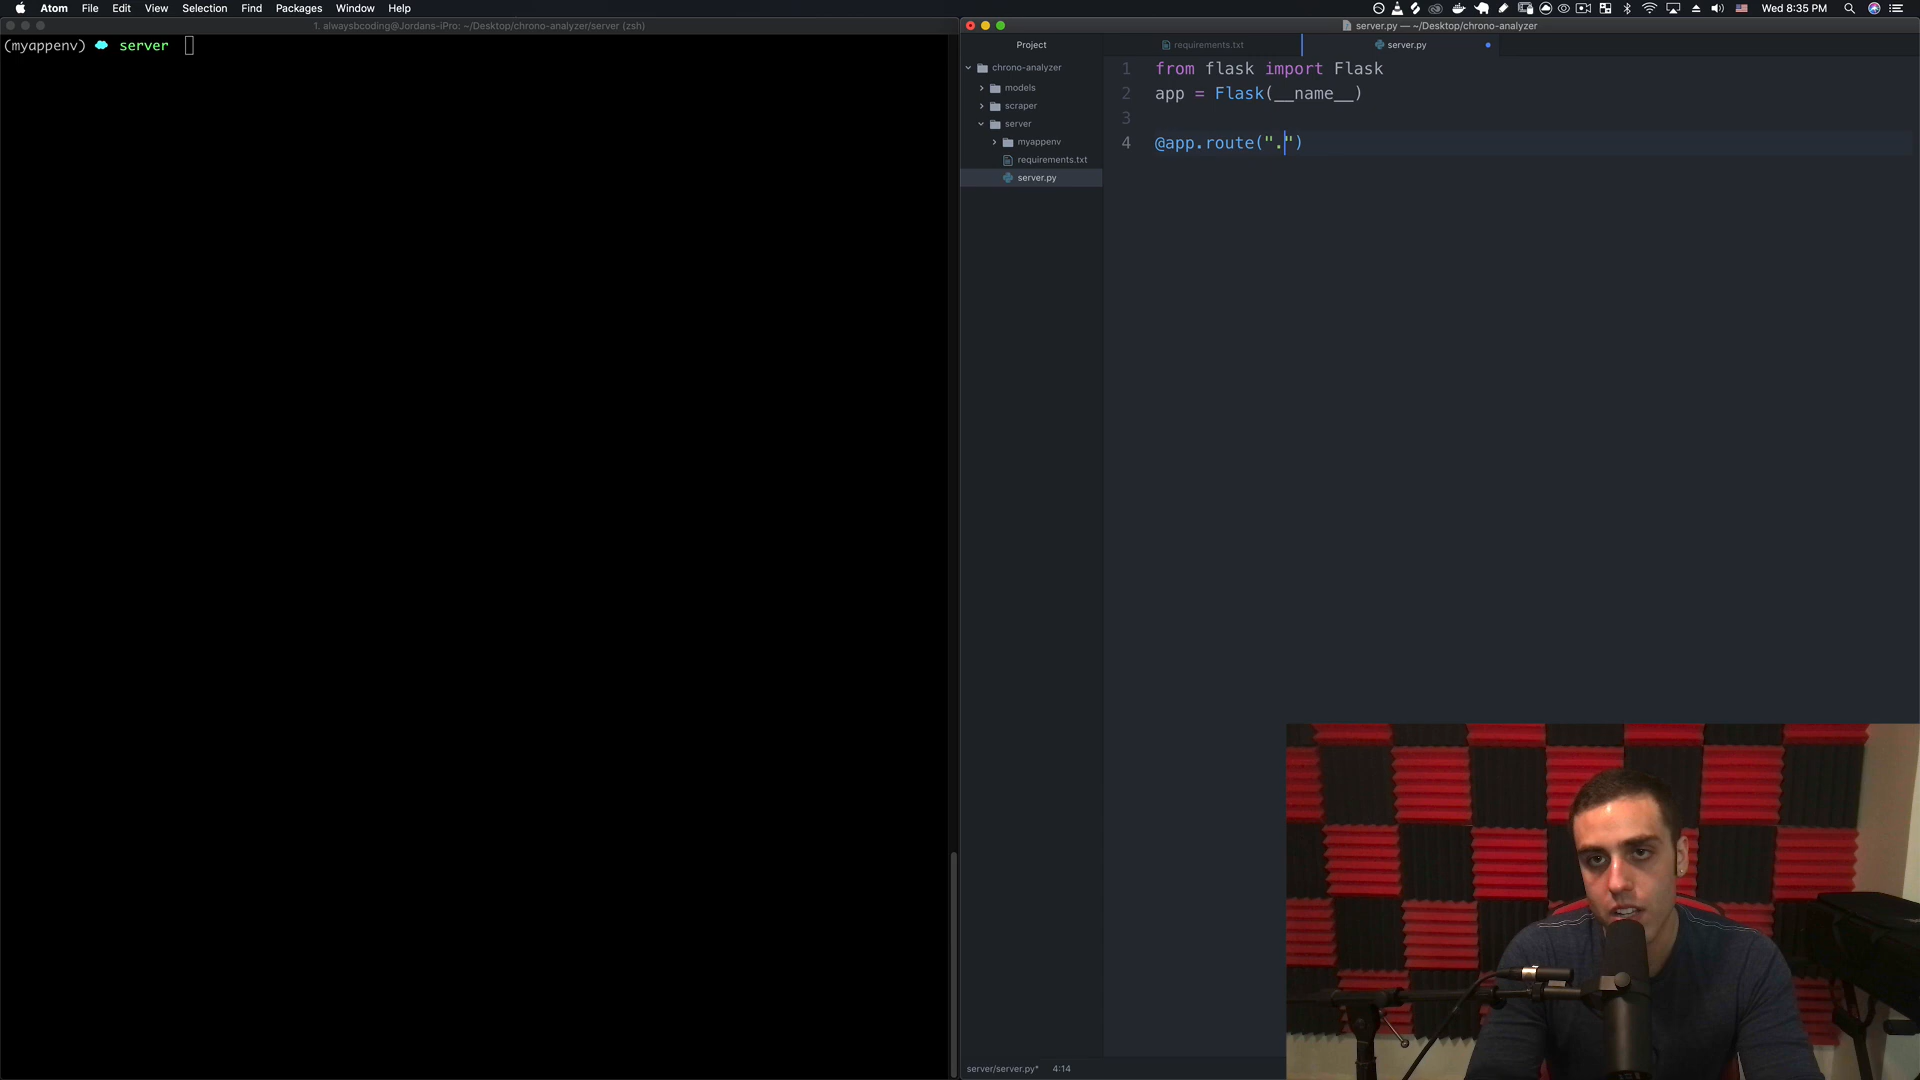 Atom File Edit View Selection Find Packages Window Help
Wed 8:35 PM
1. alwaysbcoding@Jordans-iPro: ~/Desktop/chrono-analyzer/server (zsh)
(myappenv) server
server.py — ~/Desktop/chrono-analyzer
Project
chrono-analyzer
models
scraper
server
myappenv
requirements.txt
server.py
requirements.txt
server.py
1 from flask import Flask
2 app = Flask(__name__)
3
4 @app.route(".")
server/server.py* 4:14